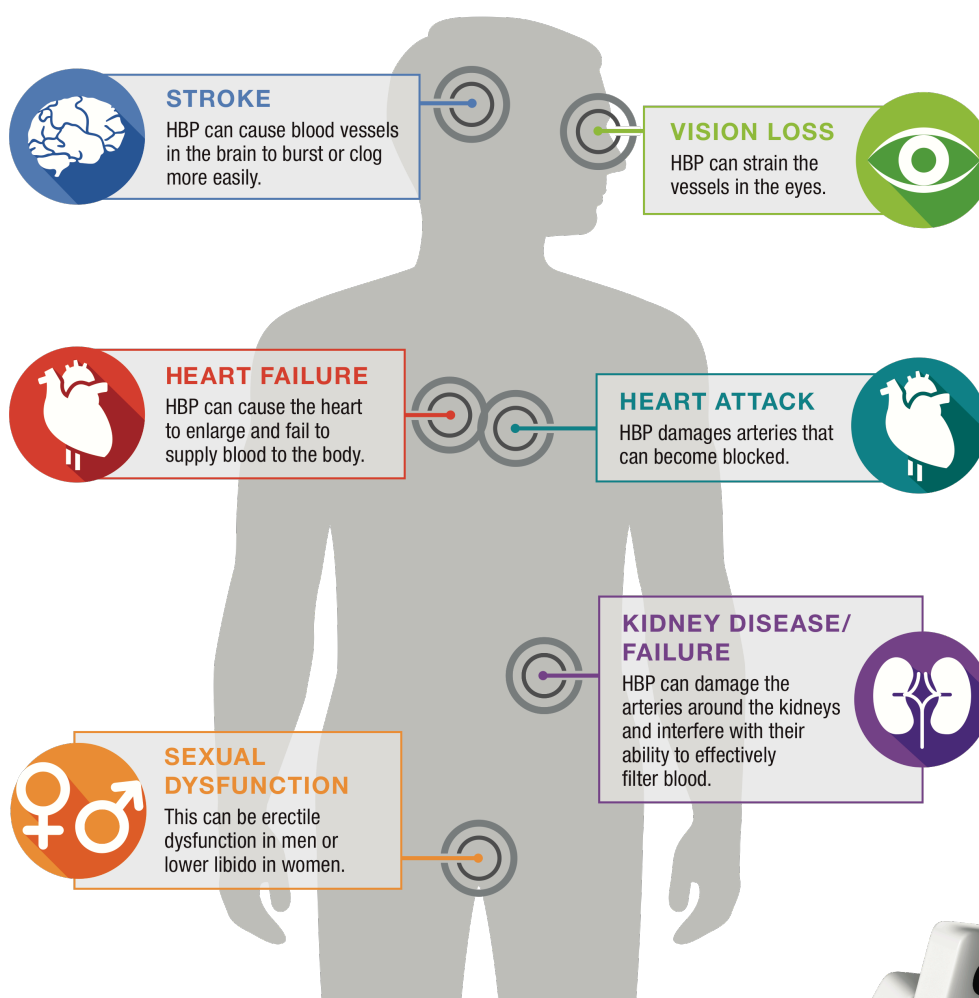 STROKE
HBP can cause blood vessels
in the brain to burst or clog
more easily.
VISION LOSS
HBP can strain the
vessels in the eyes.
HEART FAILURE
HBP can cause the heart
to enlarge and fail to
supply blood to the body.
HEART ATTACK
HBP damages arteries that
can become blocked.
KIDNEY DISEASE/
FAILURE
HBP can damage the
arteries around the kidneys
and interfere with their
ability to effectively
filter blood.
SEXUAL
DYSFUNCTION
This can be erectile
dysfunction in men or
lower libido in women.